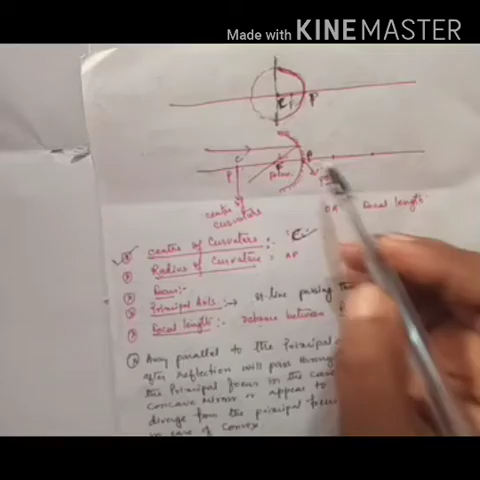 Made with KINEMASTER
C P
C
P
P
centre of
curvature
focal length
centre of Curvature :- "C"
Radius of Curvature =
Focus :-
Principal Axis :→ st. line passing
Focal length :- Distance between
Any parallel to the Principal
after reflection will pass through
the Principal focus in the case
concave mirror or appear to
diverge from the principal focus
in case of convex.